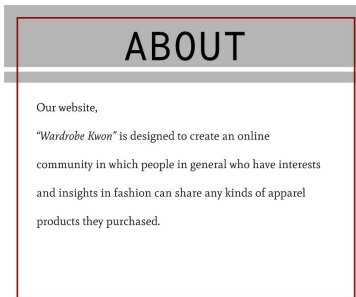 ABOUT
Our website,
“Wardrobe Kwon” is designed to create an online
community in which people in general who have interests
and insights in fashion can share any kinds of apparel
products they purchased.